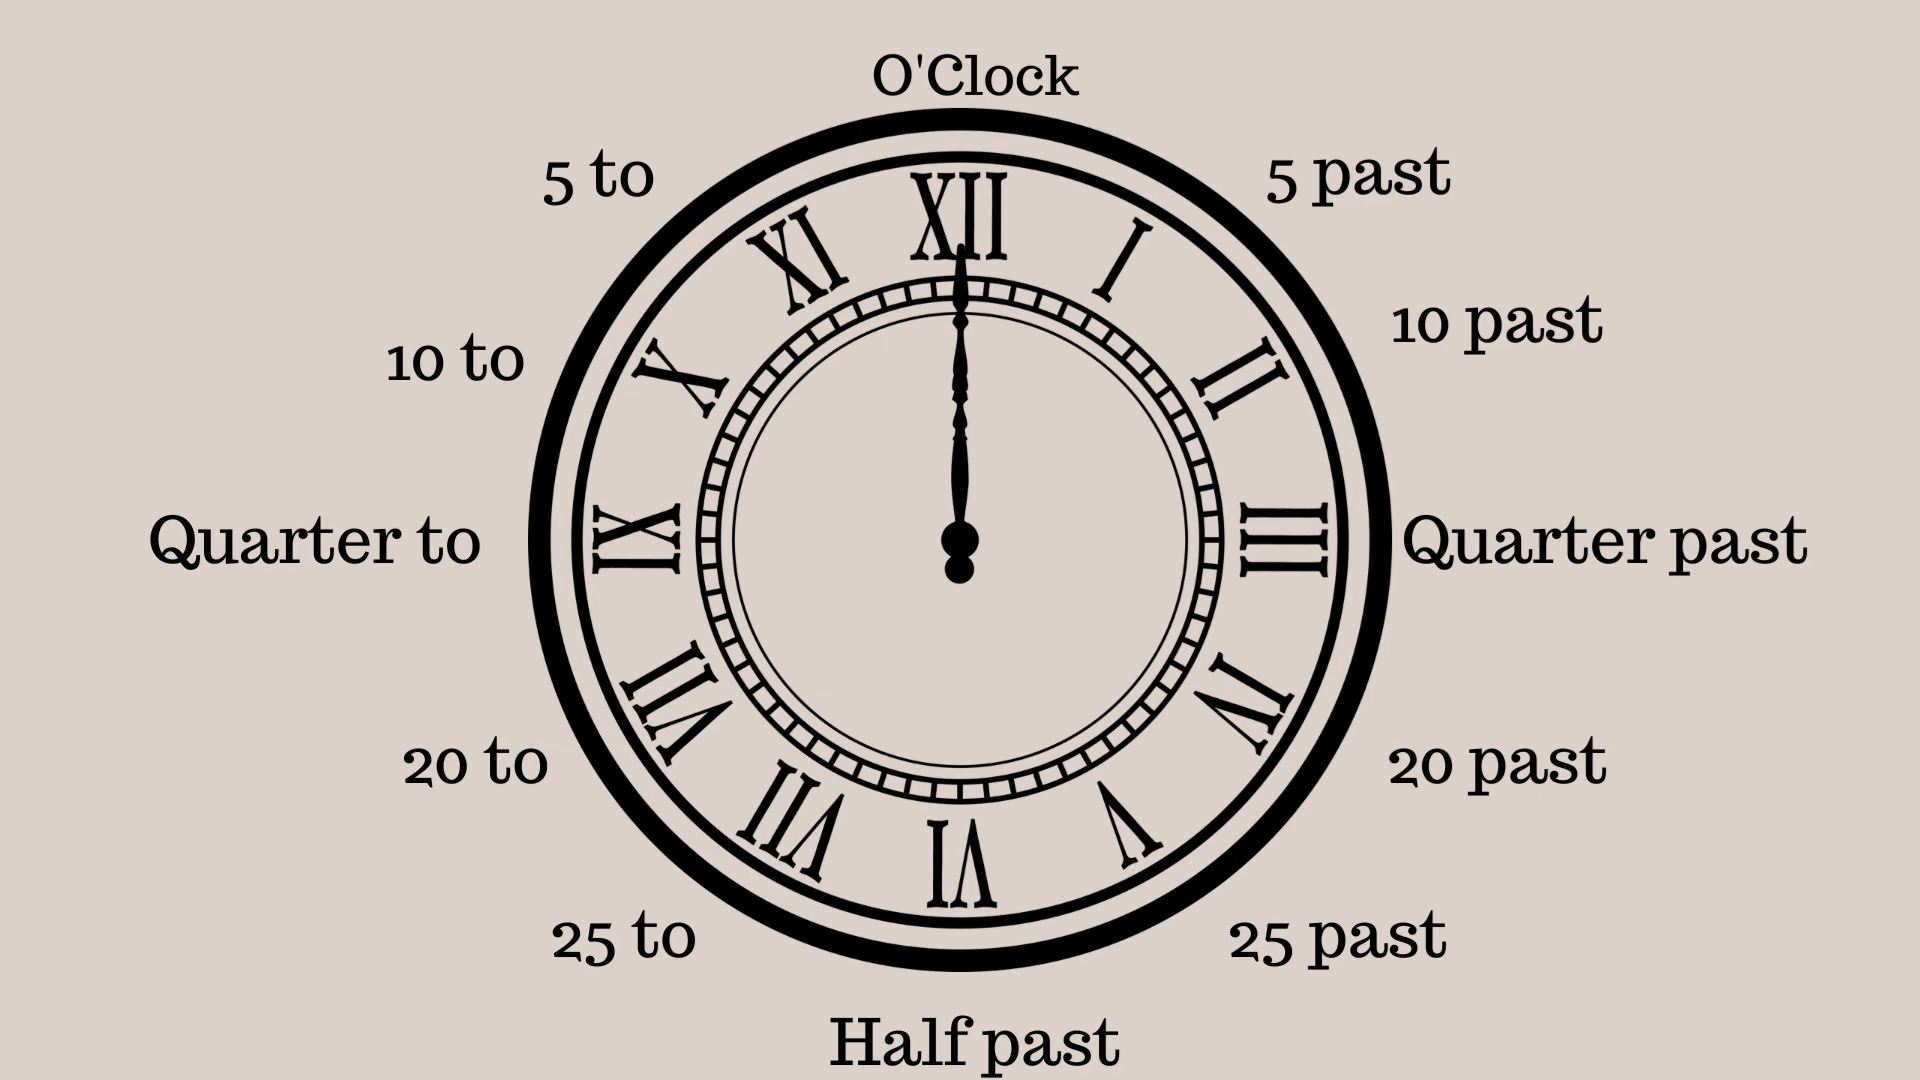 O'Clock
5 to
5 past
XII
XI
I
10 past
10 to
X
II
Quarter to
IX
III
Quarter past
VIII
IV
20 to
20 past
VII
VI
V
25 to
25 past
Half past